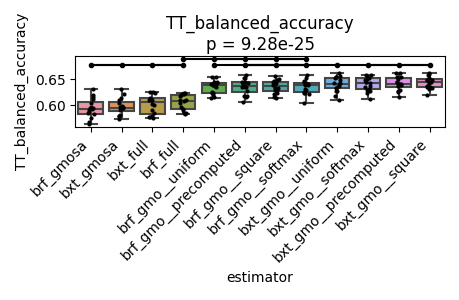 TT_balanced_accuracy
p = 9.28e-25
TT_balanced_accuracy
0.65
0.60
brf_gmosa
bxt_gmosa
bxt_full
brf_full
brf_gmo__uniform
brf_gmo__precomputed
brf_gmo__square
brf_gmo__softmax
bxt_gmo__uniform
bxt_gmo__softmax
bxt_gmo__precomputed
bxt_gmo__square
estimator